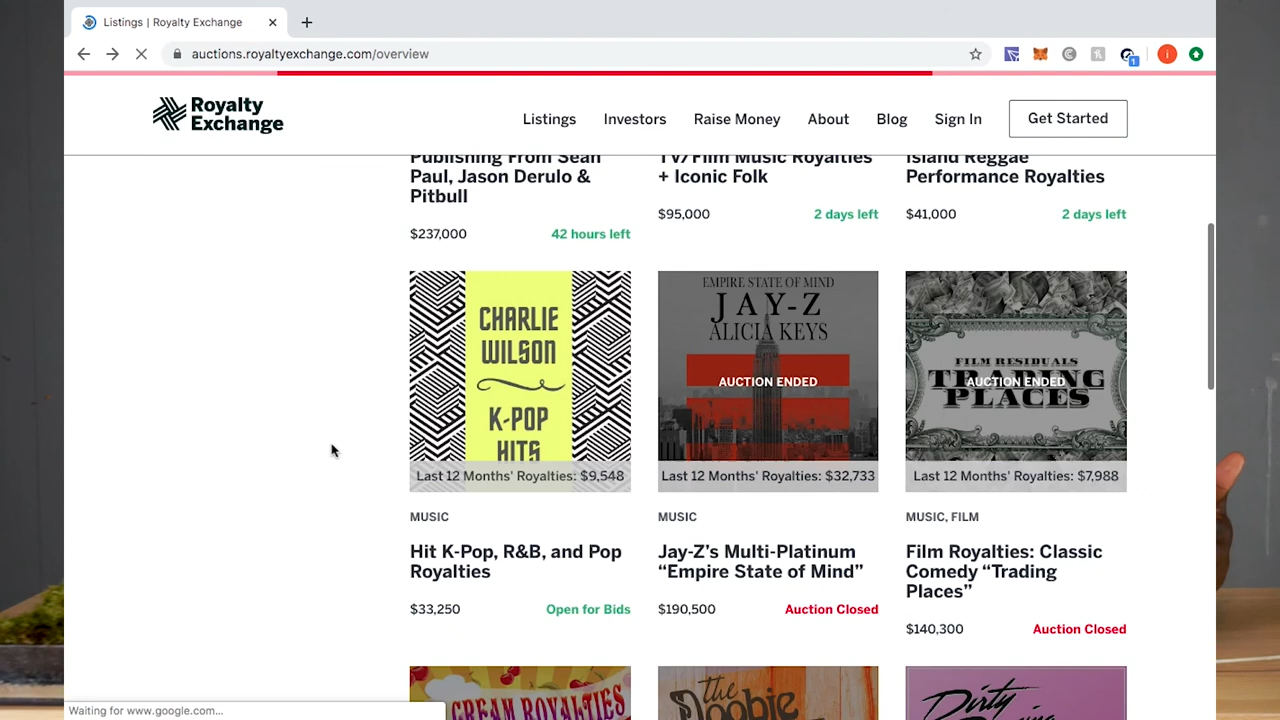 Listings | Royalty Exchange
auctions.royaltyexchange.com/overview
1
i
Royalty
Exchange
Listings
Investors
Raise Money
About
Blog
Sign In
Get Started
Publishing From Sean
Paul, Jason Derulo &
Pitbull
$237,000
42 hours left
TV/Film Music Royalties
+ Iconic Folk
$95,000
2 days left
Island Reggae
Performance Royalties
$41,000
2 days left
CHARLIE
WILSON
K-POP
HITS
Last 12 Months' Royalties: $9,548
MUSIC
Hit K-Pop, R&B, and Pop
Royalties
$33,250
Open for Bids
EMPIRE STATE OF MIND
JAY-Z
ALICIA KEYS
AUCTION ENDED
Last 12 Months' Royalties: $32,733
MUSIC
Jay-Z's Multi-Platinum
“Empire State of Mind”
$190,500
Auction Closed
FILM RESIDUALS
TRADING
AUCTION ENDED
PLACES
Last 12 Months' Royalties: $7,988
MUSIC, FILM
Film Royalties: Classic
Comedy “Trading
Places”
$140,300
Auction Closed
CREAM ROYALTIES
the
Doobie
Dirty
Waiting for www.google.com...